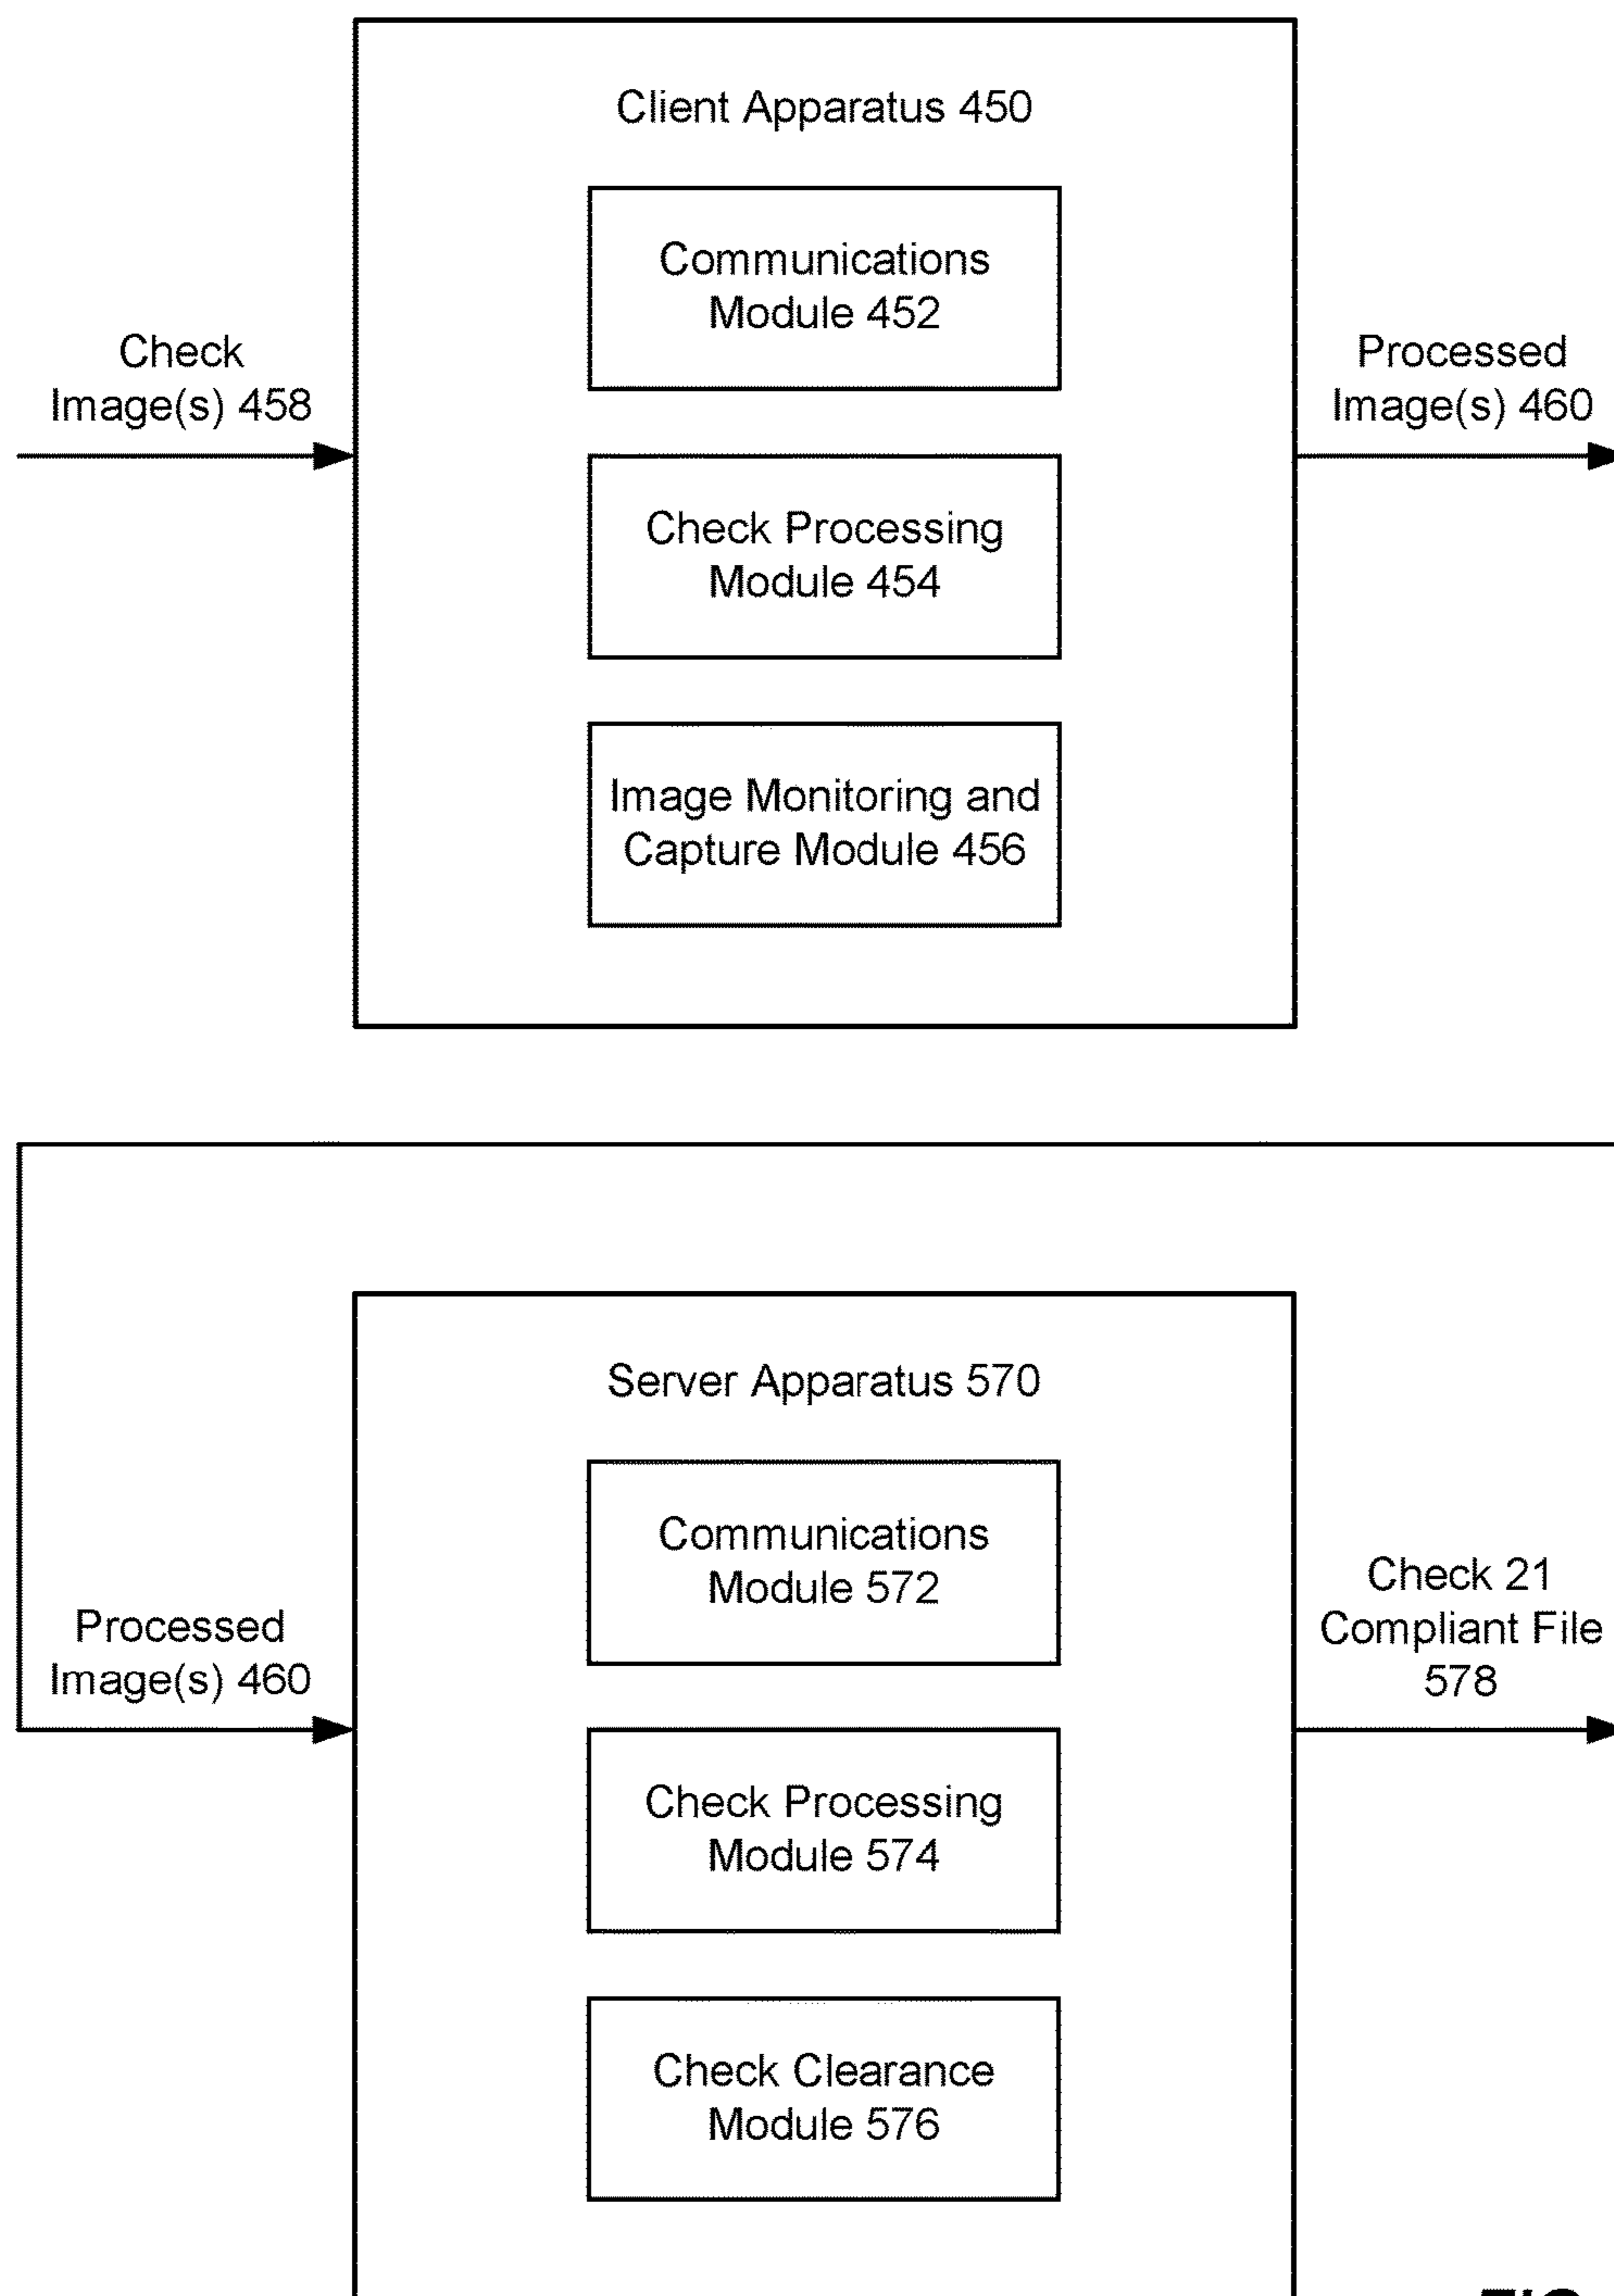 Client Apparatus 450
Communications
Module 452
Check
Image(s) 458
Processed
Image(s) 460
Check Processing
Module 454
Image Monitoring and
Capture Module 456
Server Apparatus 570
Communications
Module 572
Processed
Image(s) 460
Check 21
Compliant File
578
Check Processing
Module 574
Check Clearance
Module 576